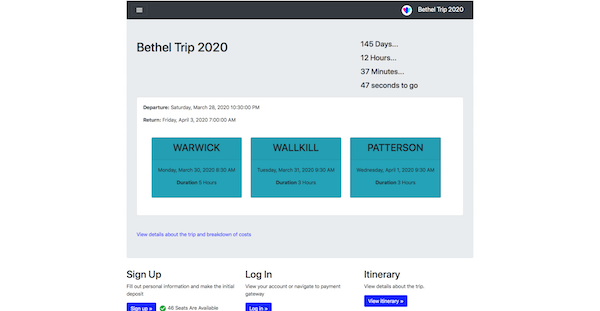 Bethel Trip 2020
Bethel Trip 2020
145 Days...
12 Hours...
37 Minutes...
47 seconds to go
Departure: Saturday, March 28, 2020 10:30:00 PM
Return: Friday, April 3, 2020 7:00:00 AM
WARWICK
Monday, March 30, 2020 9:30 AM
Duration 5 Hours
WALLKILL
Tuesday, March 31, 2020 9:30 AM
Duration 5 Hours
PATTERSON
Wednesday, April 1, 2020 9:30 AM
Duration 3 Hours
View details about the trip and breakdown of costs
Sign Up
Fill out personal information and make the initial
deposit
Sign up »
46 Seats Are Available
Log In
View your account or navigate to payment
gateway
Log in »
Itinerary
View details about the trip.
View Itinerary »